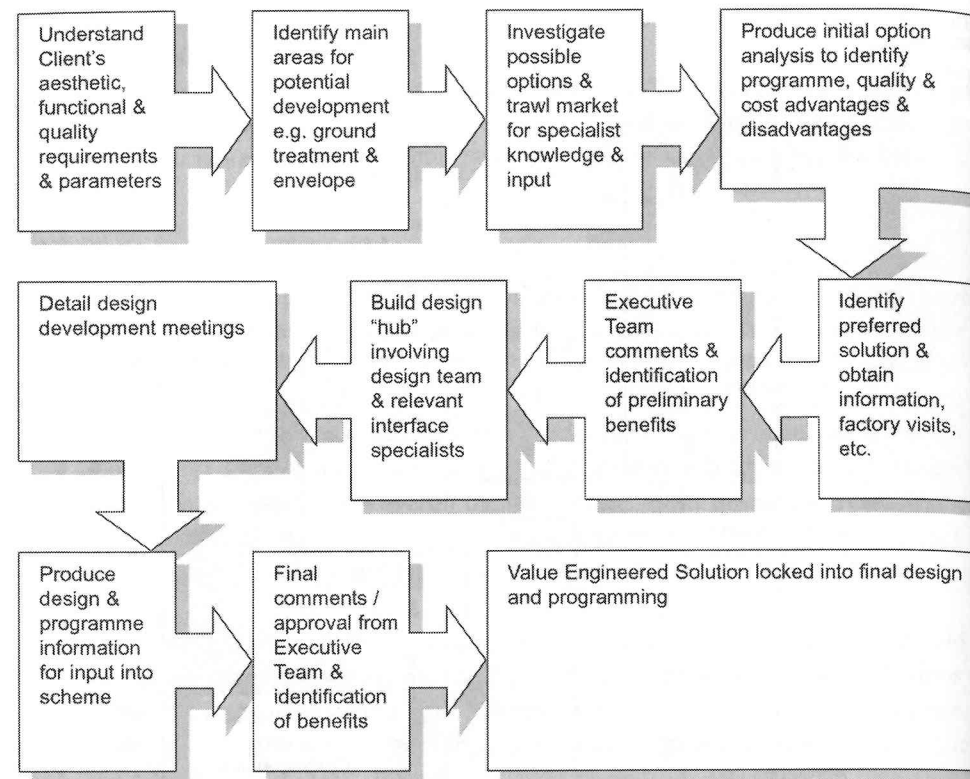 Understand
Client's
aesthetic,
functional &
quality
requirements
& parameters
Identify main
areas for
potential
development
e.g. ground
treatment &
envelope
Investigate
possible
options &
trawl market
for specialist
knowledge &
input
Produce initial option
analysis to identify
programme, quality &
cost advantages &
disadvantages
Detail design
development meetings
Build design
“hub”
involving
design team
& relevant
interface
specialists
Executive
Team
comments &
identification
of preliminary
benefits
Identify
preferred
solution &
obtain
information,
factory visits,
etc.
Produce
design &
programme
information
for input into
scheme
Final
comments /
approval from
Executive
Team &
identification
of benefits
Value Engineered Solution locked into final design
and programming